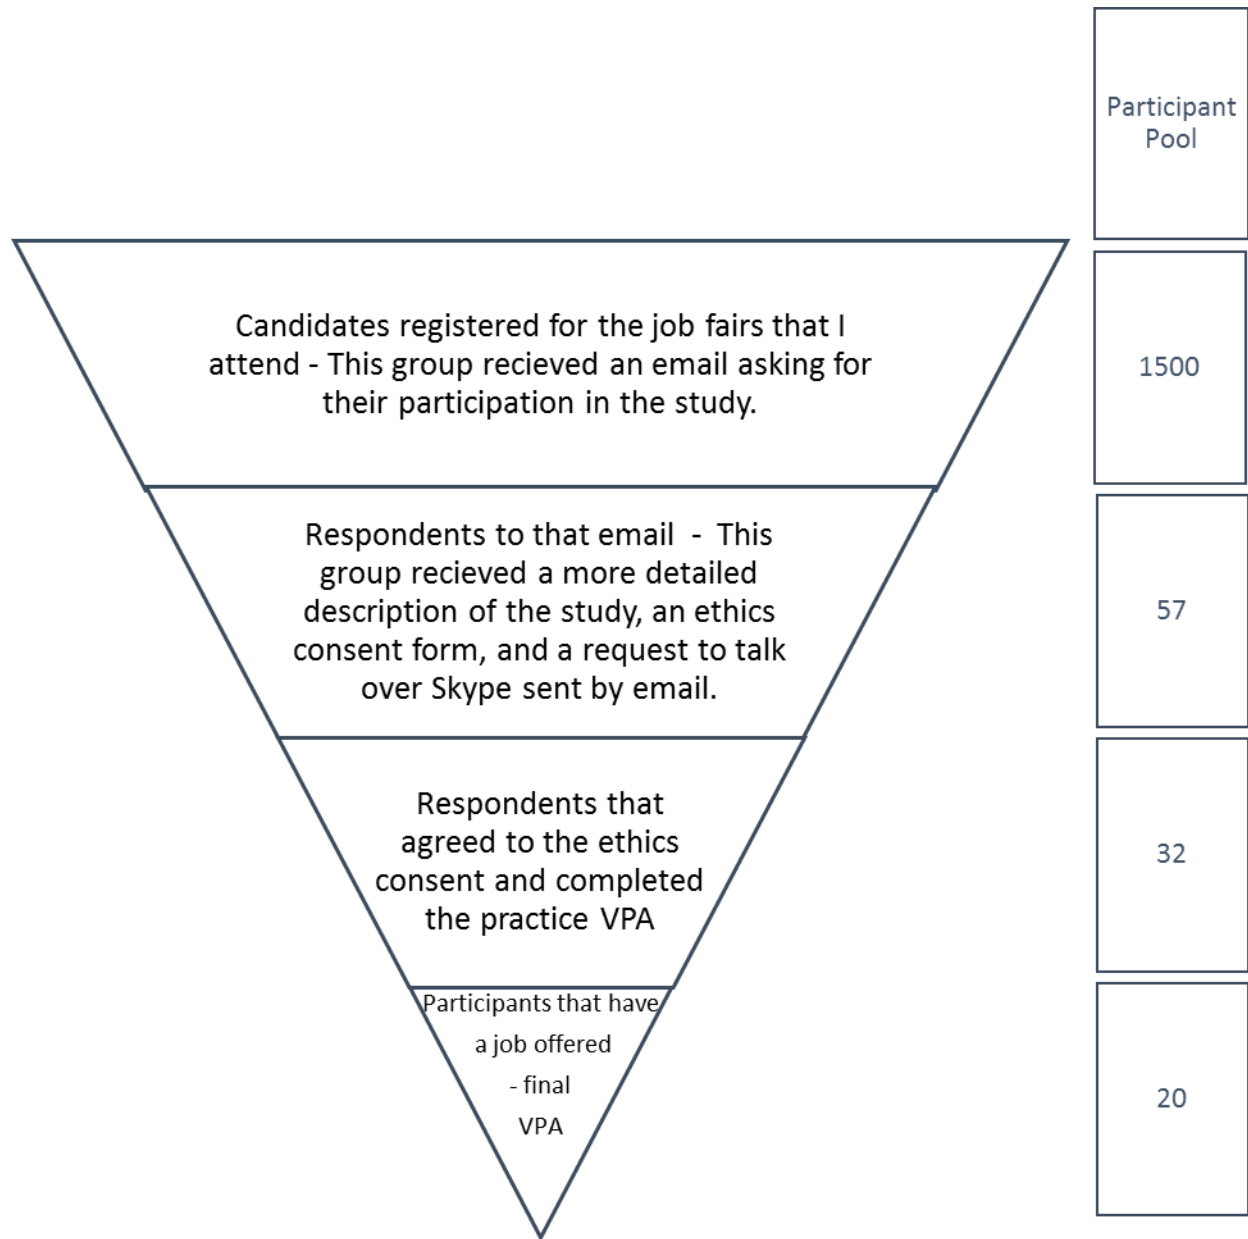 Participant
Pool
Candidates registered for the job fairs that I
attend - This group recieved an email asking for
their participation in the study.
1500
Respondents to that email  -  This
group recieved a more detailed
description of the study, an ethics
consent form, and a request to talk
over Skype sent by email.
57
Respondents that
agreed to the ethics
consent and completed
the practice VPA
32
Participants that have
a job offered
- final
VPA
20